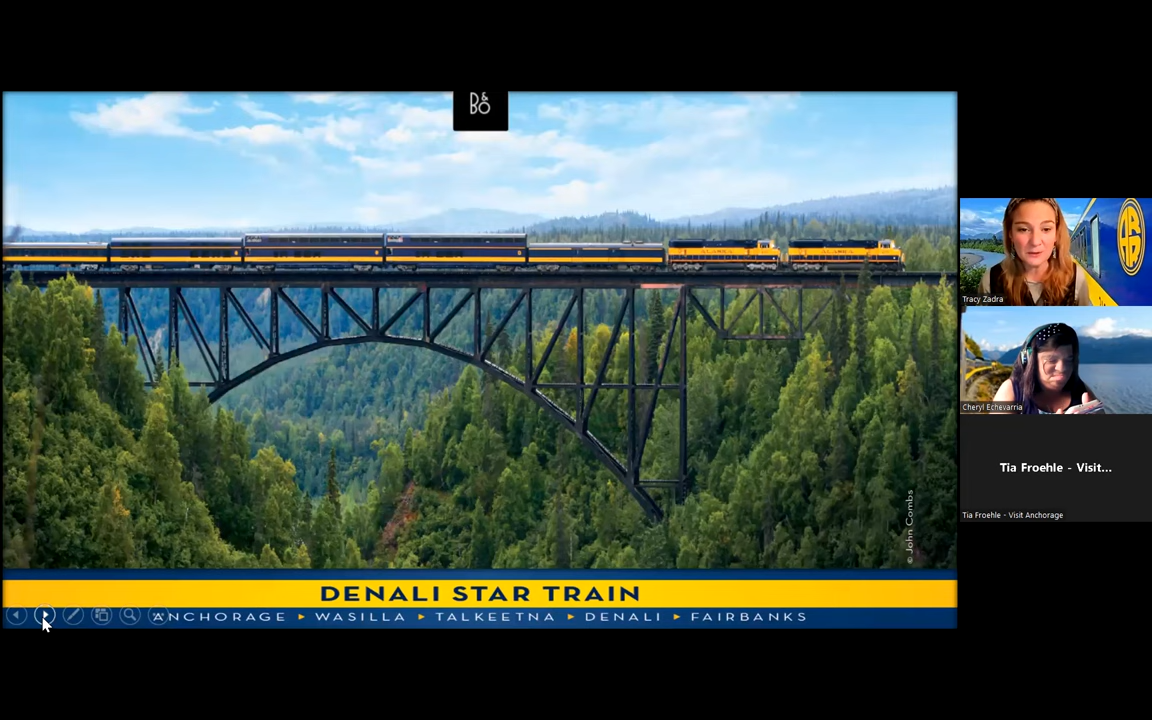 B&O
© John Combs
DENALI STAR TRAIN
ANCHORAGE ▸ WASILLA ▸ TALKEETNA ▸ DENALI ▸ FAIRBANKS
Tracy Zadra
Cheryl Echevarria
Tia Froehle - Visit...
Tia Froehle - Visit Anchorage